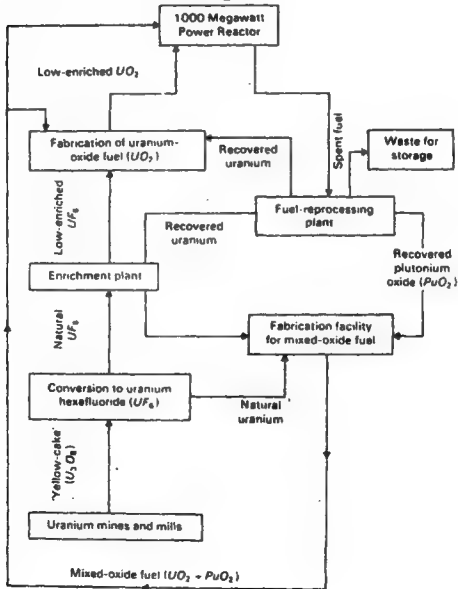 1000 Megawatt
Power Reactor
Low-enriched UO₂
Fabrication of uranium-
oxide fuel (UO₂)
Recovered
uranium
Spent fuel
Waste for
storage
Low-enriched
UF₆
Recovered
uranium
Fuel-reprocessing
plant
Enrichment plant
Recovered
plutonium
oxide (PuO₂)
Natural
UF₆
Fabrication facility
for mixed-oxide fuel
Conversion to uranium
hexafluoride (UF₆)
Natural
uranium
'Yellow-cake'
(U₃O₈)
Uranium mines and mills
Mixed-oxide fuel (UO₂ + PuO₂)